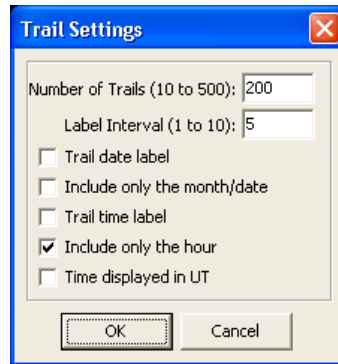 Trail Settings
Number of Trails (10 to 500): 200
Label Interval (1 to 10): 5
Trail date label
Include only the month/date
Trail time label
Include only the hour
Time displayed in UT
OK Cancel